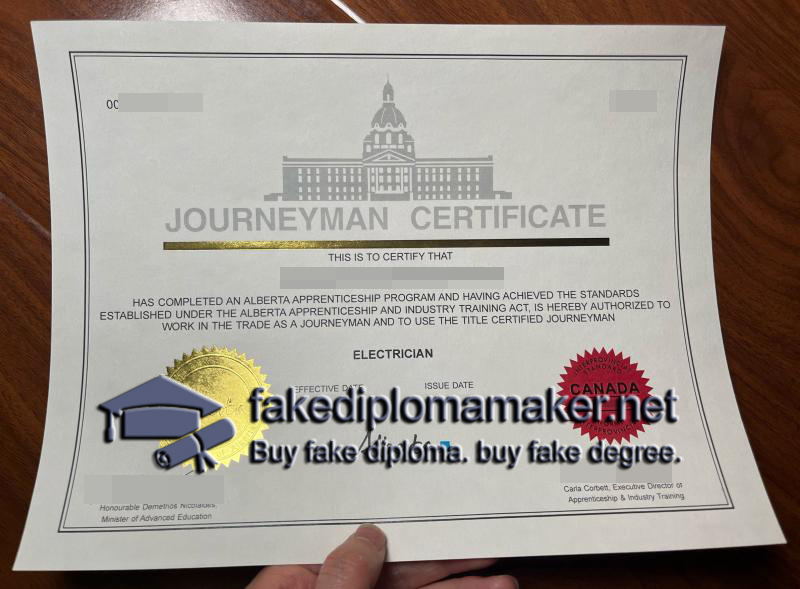 00
JOURNEYMAN CERTIFICATE
THIS IS TO CERTIFY THAT
HAS COMPLETED AN ALBERTA APPRENTICESHIP PROGRAM AND HAVING ACHIEVED THE STANDARDS
ESTABLISHED UNDER THE ALBERTA APPRENTICESHIP AND INDUSTRY TRAINING ACT, IS HEREBY AUTHORIZED TO
WORK IN THE TRADE AS A JOURNEYMAN AND TO USE THE TITLE CERTIFIED JOURNEYMAN
ELECTRICIAN
EFFECTIVE DATE
ISSUE DATE
INTERPROVINCIAL
STANDARD
CANADA
fakediplomamaker.net
Buy fake diploma. buy fake degree.
Honourable Demetrios Nicolaides,
Minister of Advanced Education
Carla Corbett, Executive Director of
Apprenticeship & Industry Training